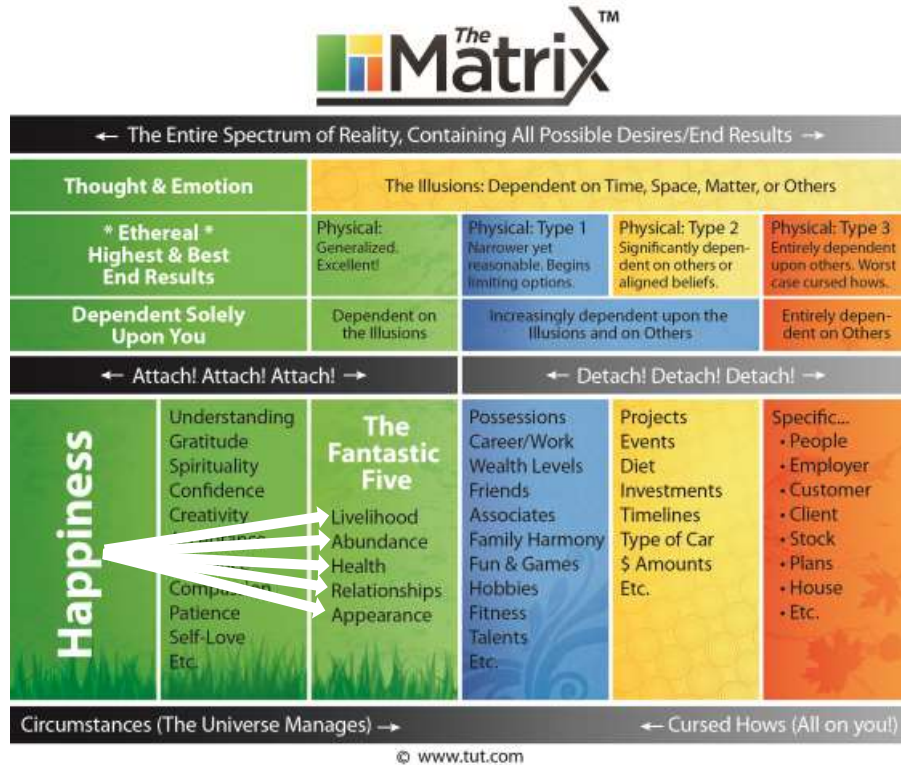 The
Matrix™
← The Entire Spectrum of Reality, Containing All Possible Desires/End Results →
Thought & Emotion
The Illusions: Dependent on Time, Space, Matter, or Others
* Ethereal *
Highest & Best
End Results
Physical:
Generalized.
Excellent!
Physical: Type 1
Narrower yet
reasonable. Begins
limiting options.
Physical: Type 2
Significantly depen-
dent on others or
aligned beliefs.
Physical: Type 3
Entirely dependent
upon others. Worst
case cursed hows.
Dependent Solely
Upon You
Dependent on
the Illusions
Increasingly dependent upon the
Illusions and on Others
Entirely depen-
dent on Others
← Attach! Attach! Attach! →
← Detach! Detach! Detach! →
Happiness
Understanding
Gratitude
Spirituality
Confidence
Creativity
Compassion
Patience
Self-Love
Etc.
The
Fantastic
Five
Livelihood
Abundance
Health
Relationships
Appearance
Possessions
Career/Work
Wealth Levels
Friends
Associates
Family Harmony
Fun & Games
Hobbies
Fitness
Talents
Etc.
Projects
Events
Diet
Investments
Timelines
Type of Car
$ Amounts
Etc.
Specific...
• People
• Employer
• Customer
• Client
• Stock
• Plans
• House
• Etc.
Circumstances (The Universe Manages) →
← Cursed Hows (All on you!)
© www.tut.com